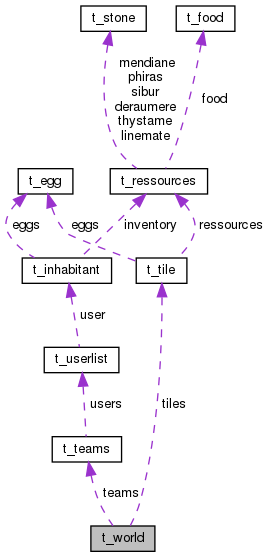 t_stone
t_food
mendiane
phiras
sibur
deraumere
thystame
linemate
food
t_egg
t_ressources
eggs
eggs
inventory
ressources
t_inhabitant
t_tile
user
t_userlist
users
tiles
t_teams
teams
t_world